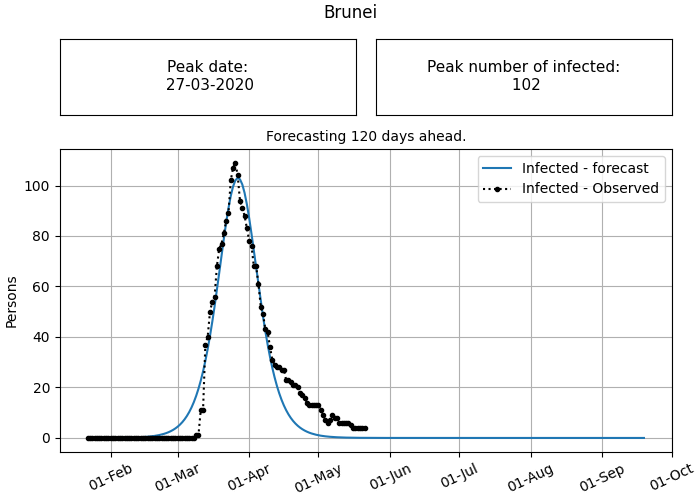 Brunei
Peak date:
27-03-2020
Peak number of infected:
102
Forecasting 120 days ahead.
Infected - forecast
Infected - Observed
Persons
100
80
60
40
20
0
01-Feb
01-Mar
01-Apr
01-May
01-Jun
01-Jul
01-Aug
01-Sep
01-Oct